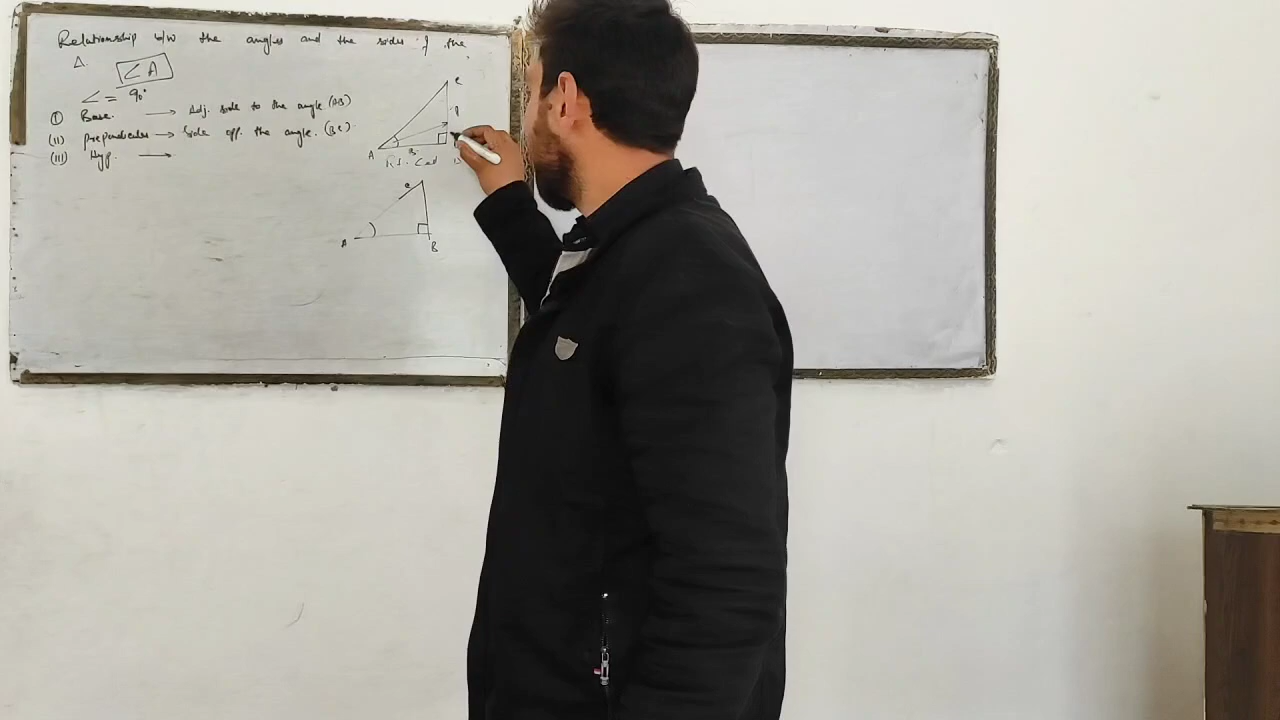 Relationship b/w the angles and the sides of the
Δ.
∠A
∠ = 90°
(I) Base. → Adj. side to the angle (AB)
(II) perpendicular → side opp. the angle. (BC)
(III) Hyp. →
C
A
B
C
A
B